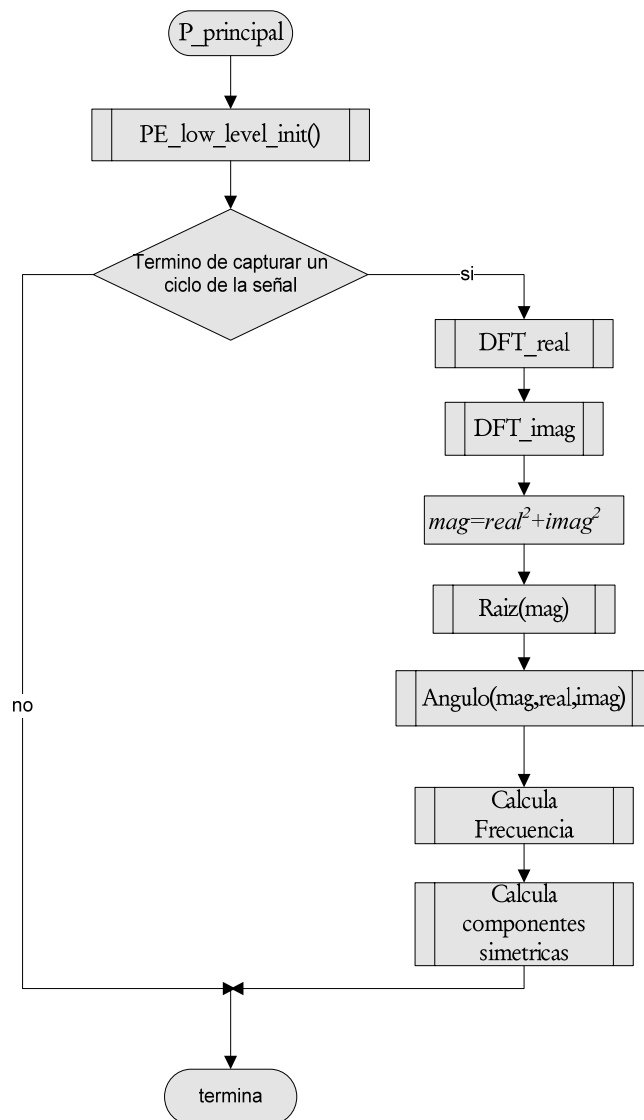 P_principal
PE_low_level_init()
Termino de capturar un
ciclo de la señal
si
DFT_real
DFT_imag
mag=real²+imag²
Raiz(mag)
Angulo(mag,real,imag)
no
Calcula
Frecuencia
Calcula
componentes
simetricas
termina